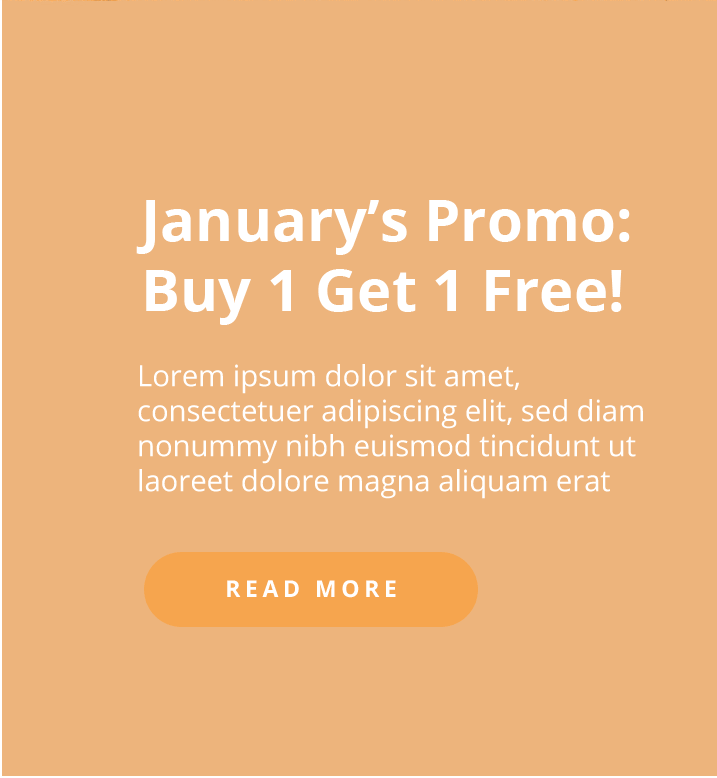 January’s Promo:
Buy 1 Get 1 Free!
Lorem ipsum dolor sit amet,
consectetuer adipiscing elit, sed diam
nonummy nibh euismod tincidunt ut
laoreet dolore magna aliquam erat
READ MORE